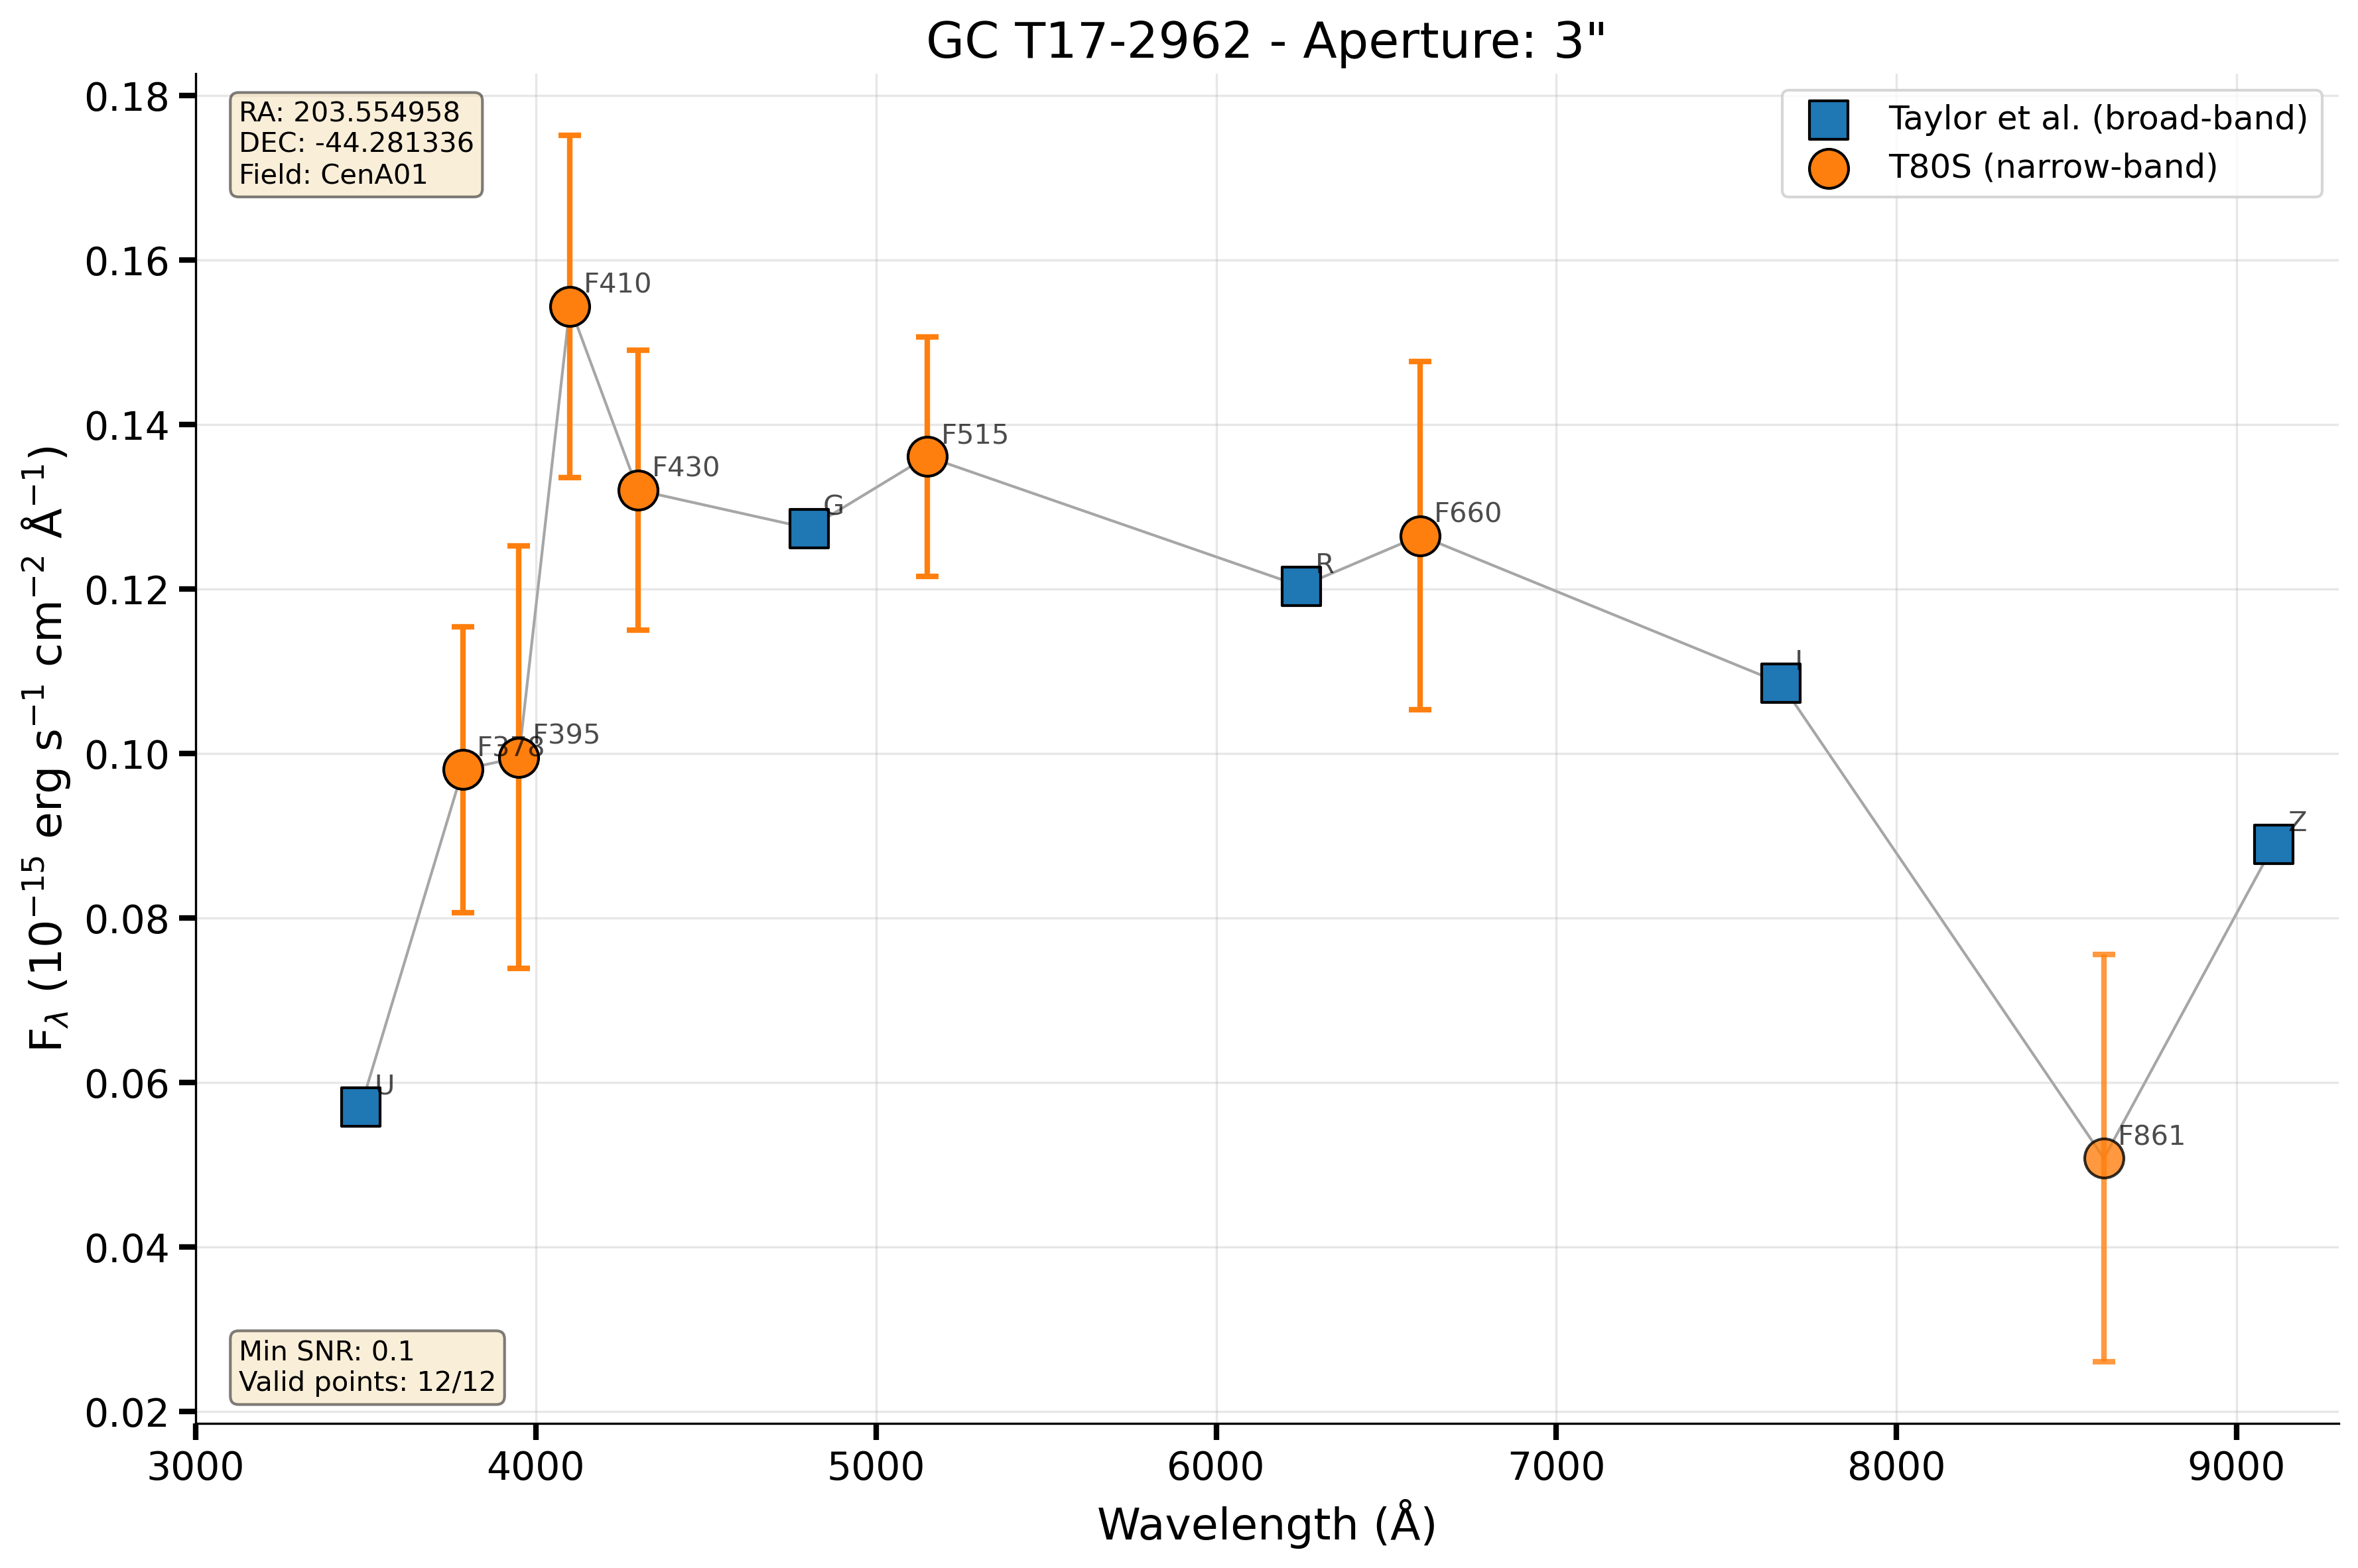 GC T17-2962 - Aperture: 3"
RA: 203.554958
DEC: -44.281336
Field: CenA01
Taylor et al. (broad-band)
T80S (narrow-band)
F_λ (10⁻¹⁵ erg s⁻¹ cm⁻² Å⁻¹)
0.18
0.16
0.14
0.12
0.10
0.08
0.06
0.04
0.02
U
F378
F395
F410
F430
G
F515
R
F660
I
F861
Z
Min SNR: 0.1
Valid points: 12/12
3000
4000
5000
6000
7000
8000
9000
Wavelength (Å)